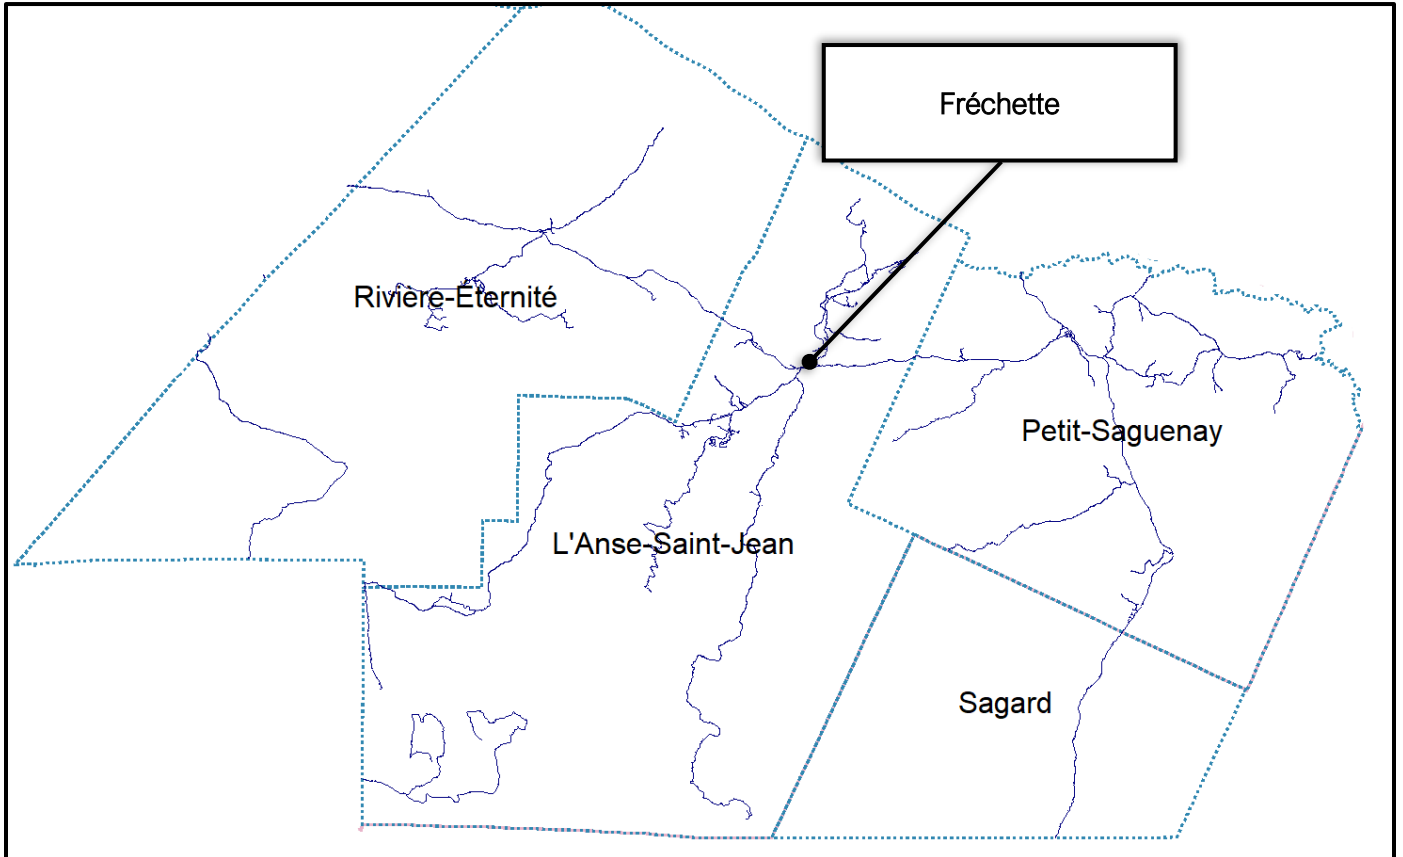 Fréchette
Rivière-Éternité
Petit-Saguenay
L'Anse-Saint-Jean
Sagard